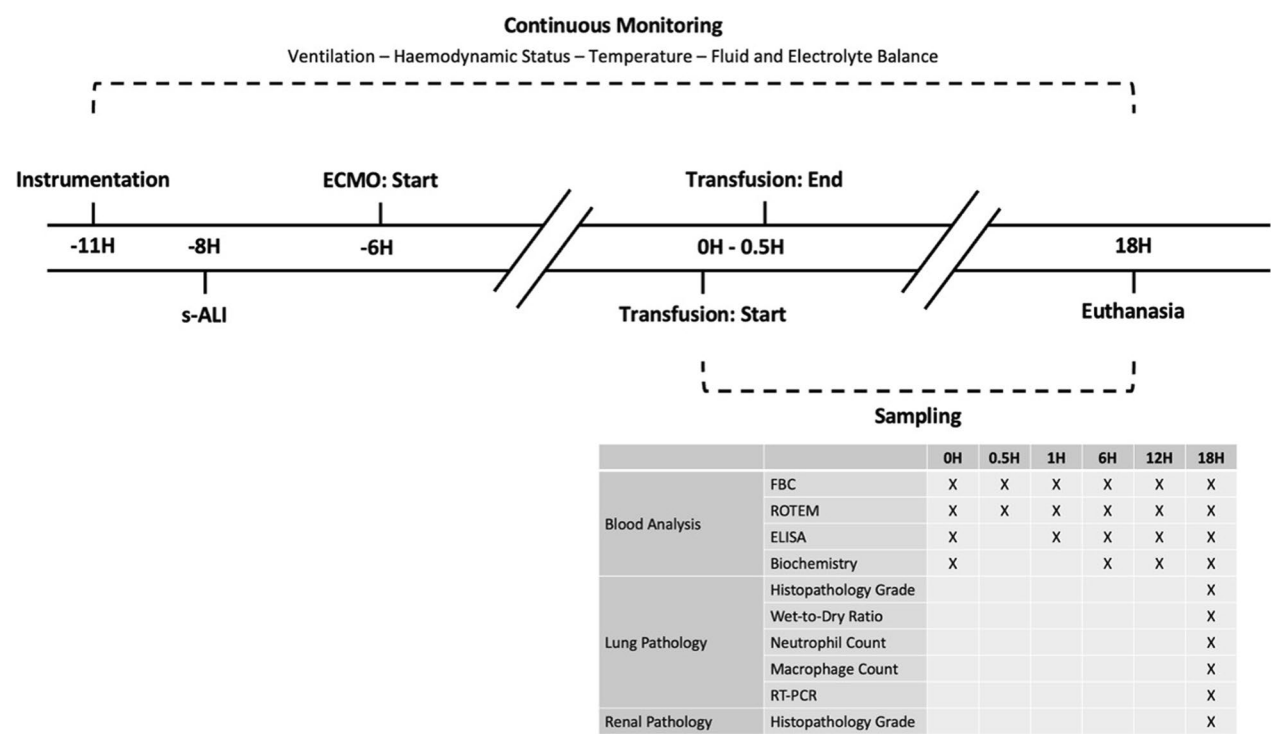 Continuous Monitoring
Ventilation – Haemodynamic Status – Temperature – Fluid and Electrolyte Balance
Instrumentation
ECMO: Start
Transfusion: End
-11H
-8H
-6H
0H - 0.5H
18H
s-ALI
Transfusion: Start
Euthanasia
Sampling
0H 0.5H 1H 6H 12H 18H
Blood Analysis
FBC X X X X X X
ROTEM X X X X X X
ELISA X X X X X
Biochemistry X X X X
Lung Pathology
Histopathology Grade X
Wet-to-Dry Ratio X
Neutrophil Count X
Macrophage Count X
RT-PCR X
Renal Pathology Histopathology Grade X